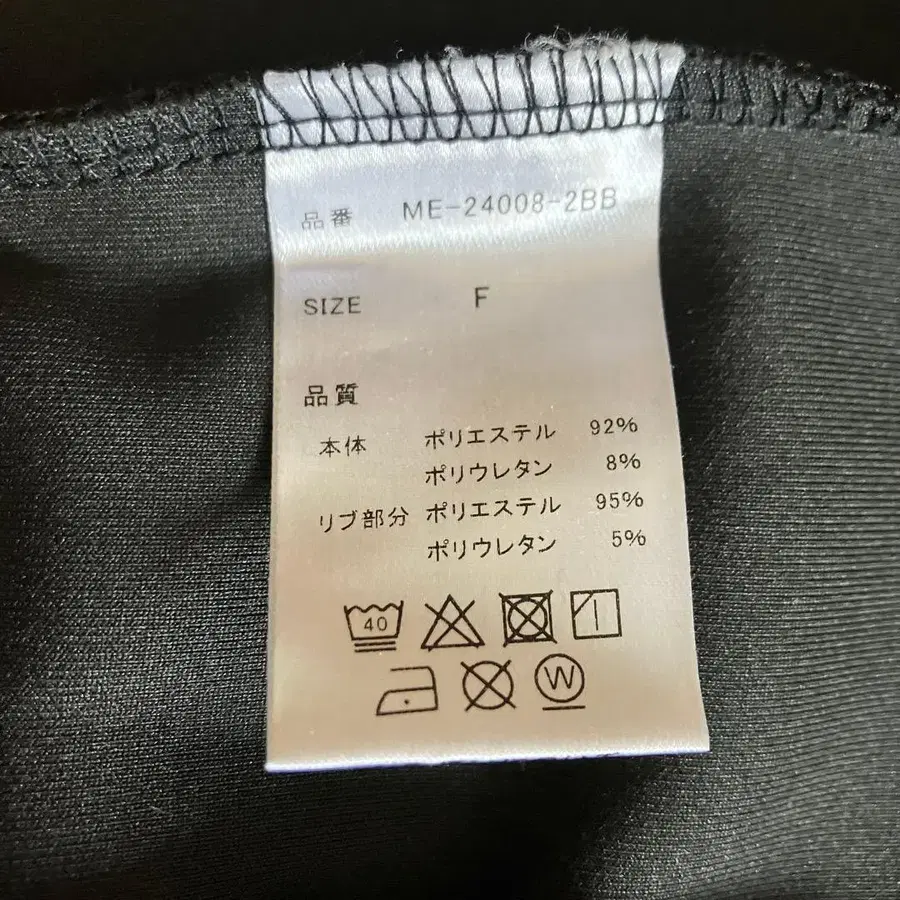 品番 ME-24008-2BB
SIZE F
品質
本体 ポリエステル 92%
ポリウレタン 8%
リブ部分 ポリエステル 95%
ポリウレタン 5%
40
W